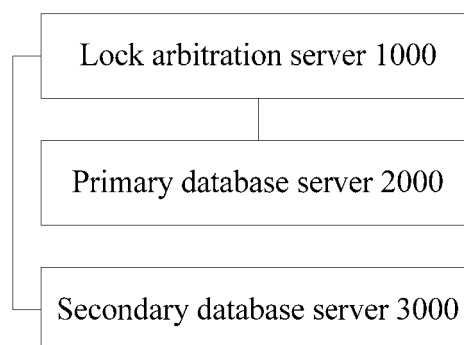 Lock arbitration server 1000
Primary database server 2000
Secondary database server 3000